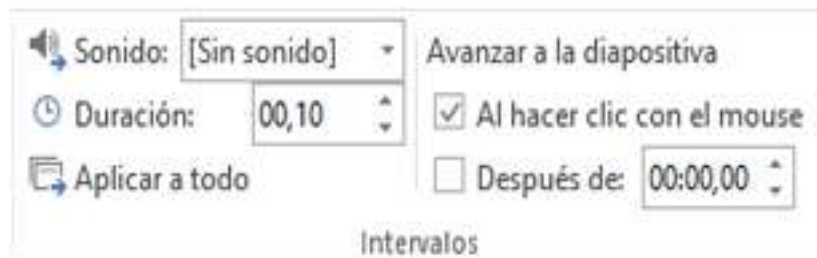 Sonido: [Sin sonido]
Duración: 00,10
Aplicar a todo
Avanzar a la diapositiva
Al hacer clic con el mouse
Después de: 00:00,00
Intervalos